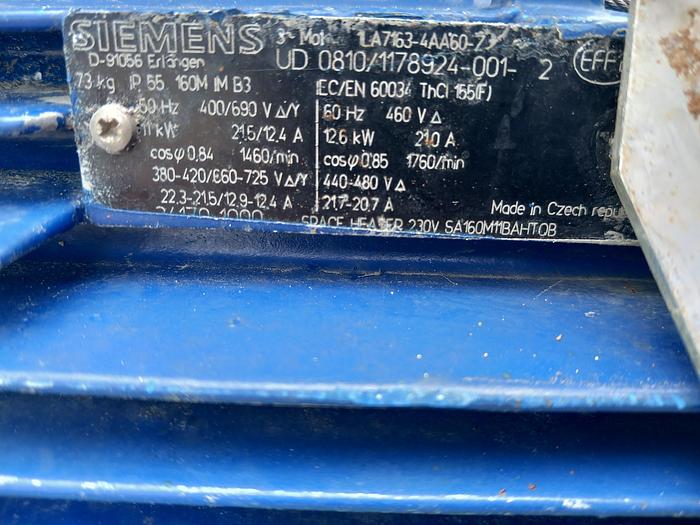 SIEMENS
D-91056 Erlangen
3~ Mot. 1LA7163-4AA60-Z
UD 0810/1178924-001- 2
EFF
73 kg IP 55 160M IM B3
IEC/EN 60034 ThCl 155(F)
50 Hz 400/690 V Δ/Y
60 Hz 460 V Δ
11 kW 21.5/12.4 A
12.6 kW 21.0 A
cosφ 0.84 1460/min
cosφ 0.85 1760/min
380-420/660-725 V Δ/Y
440-480 V Δ
22.3-21.5/12.9-12.4 A
21.7-20.7 A
Made in Czech repu
SPACE HEATER 230V SA160M11BAHTOB